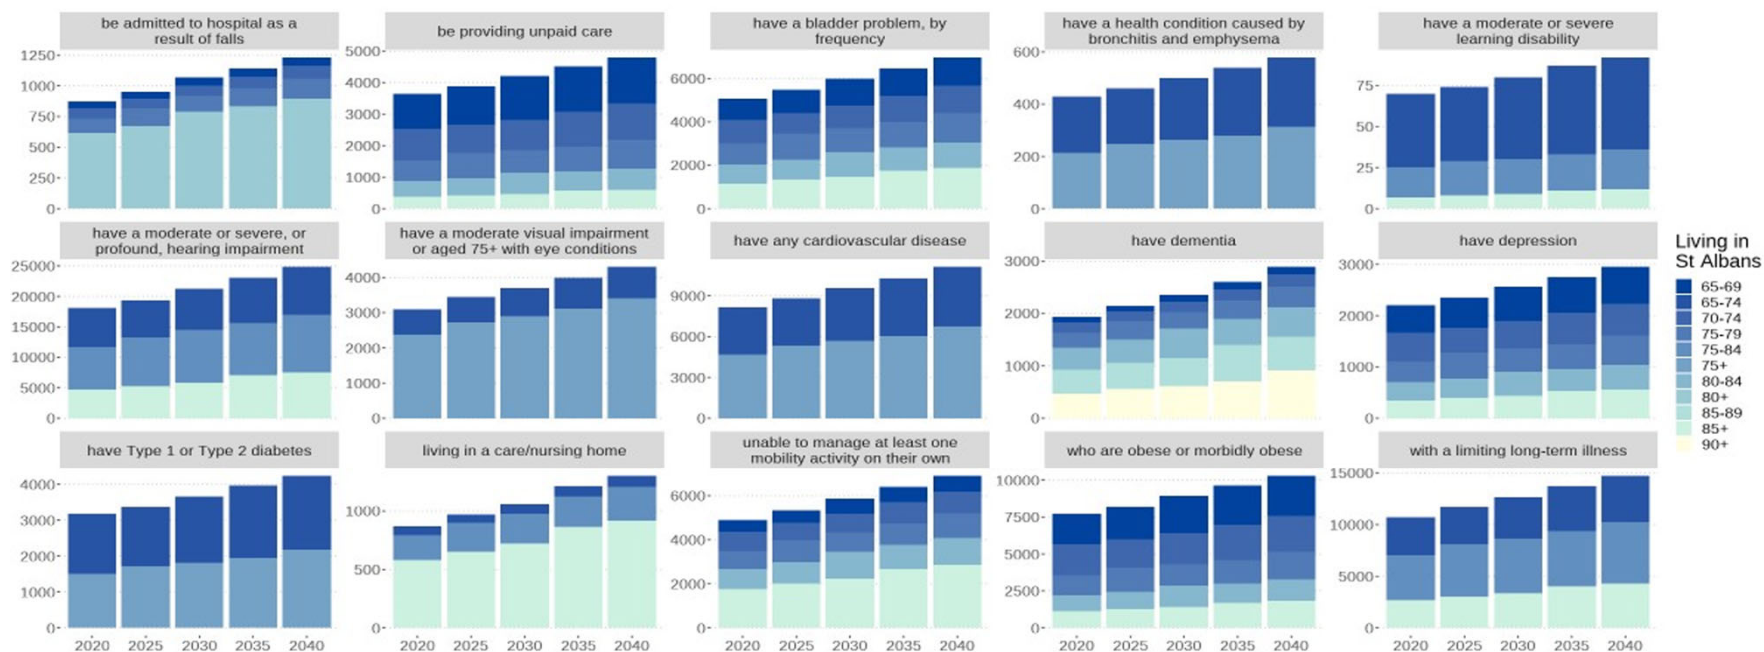 be admitted to hospital as a
result of falls
1250
1000
750
500
250
0
be providing unpaid care
5000
4000
3000
2000
1000
0
have a bladder problem, by
frequency
6000
4000
2000
0
have a health condition caused by
bronchitis and emphysema
600
400
200
0
have a moderate or severe
learning disability
75
50
25
0
have a moderate or severe, or
profound, hearing impairment
25000
20000
15000
10000
5000
0
have a moderate visual impairment
or aged 75+ with eye conditions
4000
3000
2000
1000
0
have any cardiovascular disease
9000
6000
3000
0
have dementia
3000
2000
1000
0
have depression
3000
2000
1000
0
have Type 1 or Type 2 diabetes
4000
3000
2000
1000
0
2020 2025 2030 2035 2040
living in a care/nursing home
1000
500
0
2020 2025 2030 2035 2040
unable to manage at least one
mobility activity on their own
6000
4000
2000
0
2020 2025 2030 2035 2040
who are obese or morbidly obese
10000
7500
5000
2500
0
2020 2025 2030 2035 2040
with a limiting long-term illness
15000
10000
5000
0
2020 2025 2030 2035 2040
Living in
St Albans
65-69
65-74
70-74
75-79
75-84
75+
80-84
80+
85-89
85+
90+